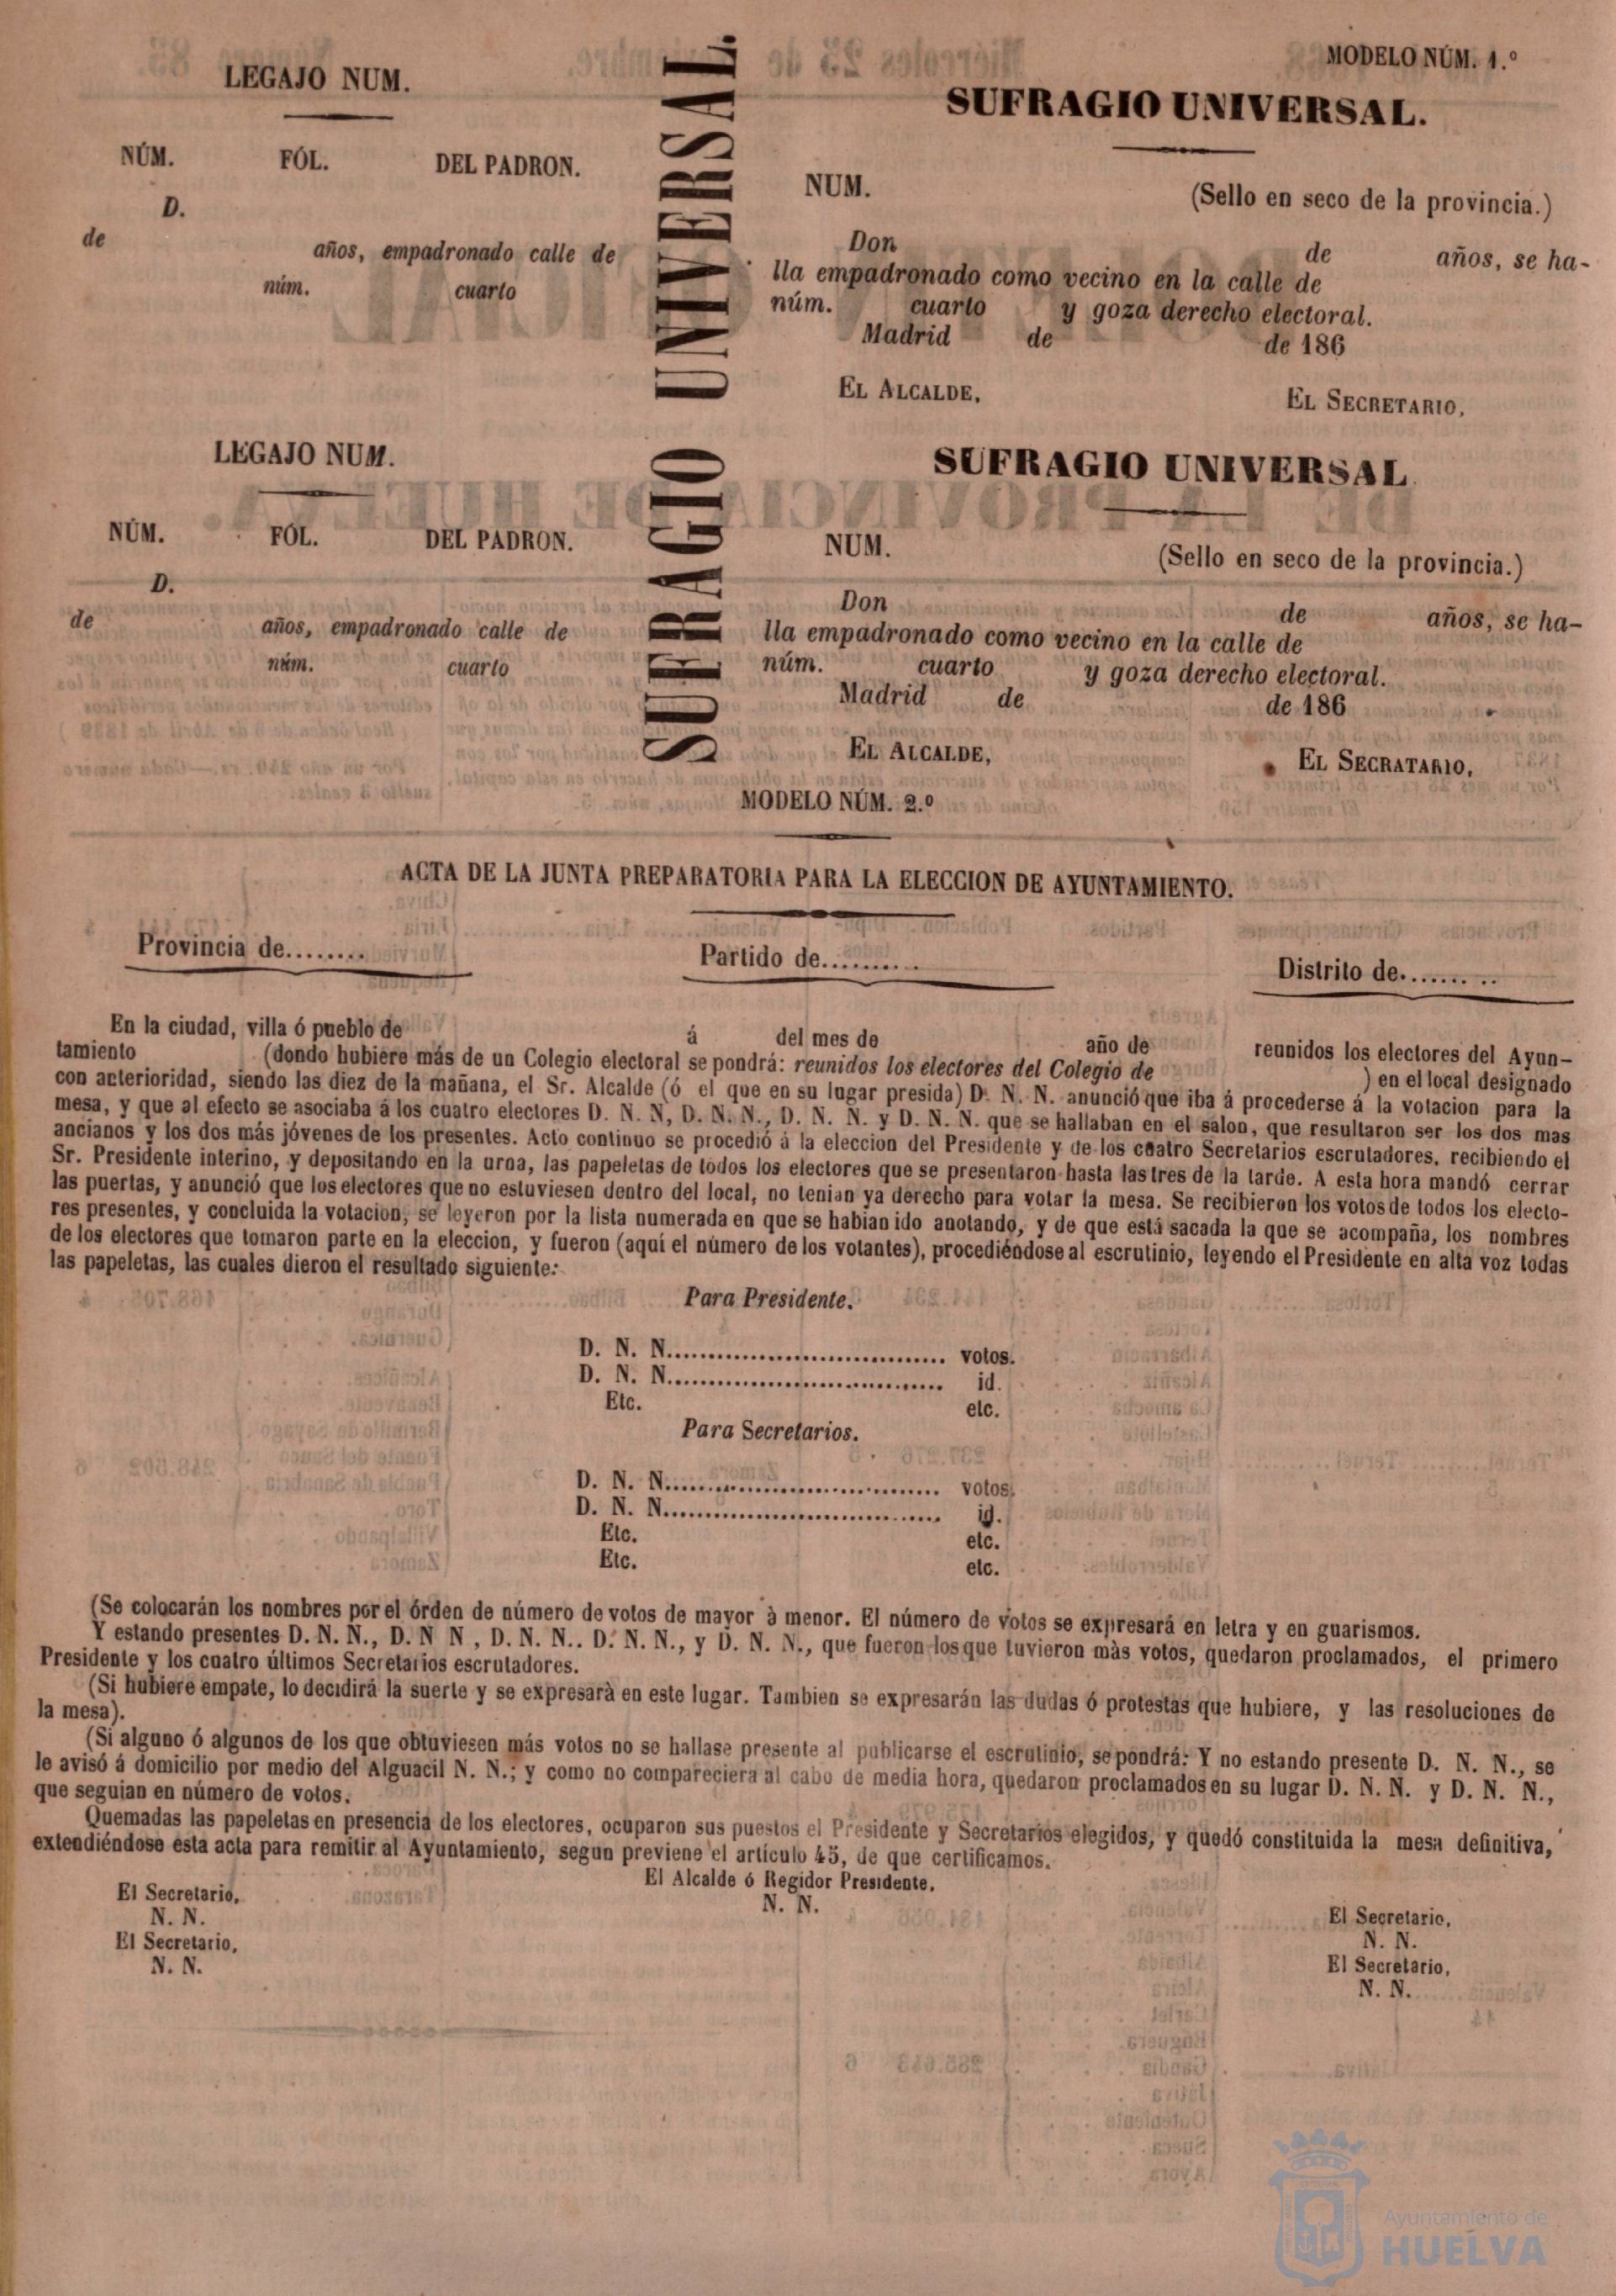 MODELO NÚM. 1.º
LEGAJO NUM.
NÚM. FÓL. DEL PADRON.
D.
de años, empadronado calle de
núm. cuarto
SUFRAGIO UNIVERSAL
SUFRAGIO UNIVERSAL.
NUM. (Sello en seco de la provincia.)
Don de años, se ha-
lla empadronado como vecino en la calle de
núm. cuarto y goza derecho electoral.
Madrid de de 186
EL ALCALDE, EL SECRETARIO,
LEGAJO NUM.
NÚM. FÓL. DEL PADRON.
D.
de años, empadronado calle de
núm. cuarto
SUFRAGIO UNIVERSAL
NUM. (Sello en seco de la provincia.)
Don de años, se ha-
lla empadronado como vecino en la calle de
núm. cuarto y goza derecho electoral.
Madrid de de 186
EL ALCALDE, EL SECRATARIO,
MODELO NÚM. 2.º
ACTA DE LA JUNTA PREPARATORIA PARA LA ELECCION DE AYUNTAMIENTO.
Provincia de........ Partido de.......... Distrito de.........
En la ciudad, villa ó pueblo de á del mes de año de reunidos los electores del Ayun-
tamiento (dondo hubiere más de un Colegio electoral se pondrá: reunidos los electores del Colegio de ) en el local designado
con anterioridad, siendo las diez de la mañana, el Sr. Alcalde (ó el que en su lugar presida) D. N. N. anunció que iba á procederse á la votacion para la
mesa, y que al efecto se asociaba á los cuatro electores D. N. N, D. N. N., D. N. N. y D. N. N. que se hallaban en el salon, que resultaron ser los dos mas
ancianos y los dos más jóvenes de los presentes. Acto continuo se procedió á la eleccion del Presidente y de los cuatro Secretarios escrutadores, recibiendo el
Sr. Presidente interino, y depositando en la urna, las papeletas de todos los electores que se presentaron hasta las tres de la tarde. A esta hora mandó cerrar
las puertas, y anunció que los electores que no estuviesen dentro del local, no tenian ya derecho para votar la mesa. Se recibieron los votos de todos los electo-
res presentes, y concluida la votacion, se leyeron por la lista numerada en que se habian ido anotando, y de que está sacada la que se acompaña, los nombres
de los electores que tomaron parte en la eleccion, y fueron (aquí el número de los votantes), procediéndose al escrutinio, leyendo el Presidente en alta voz todas
las papeletas, las cuales dieron el resultado siguiente:
Para Presidente.
D. N. N................................. votos.
D. N. N................................. id.
Etc. etc.
Para Secretarios.
D. N. N................................. votos.
D. N. N................................. id.
Etc. etc.
Etc. etc.
(Se colocarán los nombres por el órden de número de votos de mayor à menor. El número de votos se expresará en letra y en guarismos.
Y estando presentes D. N. N., D. N N , D. N. N.. D. N. N., y D. N. N., que fueron los que tuvieron màs votos, quedaron proclamados, el primero
Presidente y los cuatro últimos Secretarios escrutadores.
(Si hubiere empate, lo decidirá la suerte y se expresarà en este lugar. Tambien se expresarán las dudas ó protestas que hubiere, y las resoluciones de
la mesa).
(Si alguno ó algunos de los que obtuviesen más votos no se hallase presente al publicarse el escrutinio, se pondrá: Y no estando presente D. N. N., se
le avisó á domicilio por medio del Alguacil N. N.; y como no compareciera al cabo de media hora, quedaron proclamados en su lugar D. N. N. y D. N. N.,
que seguian en número de votos.
Quemadas las papeletas en presencia de los electores, ocuparon sus puestos el Presidente y Secretarios elegidos, y quedó constituida la mesa definitiva,
extendiéndose esta acta para remitir al Ayuntamiento, segun previene el artículo 45, de que certificamos.
El Alcalde ó Regidor Presidente.
N. N.
El Secretario,
N. N.
El Secretario,
N. N.
El Secretario,
N. N.
El Secretario,
N. N.
Ayuntamiento de
HUELVA